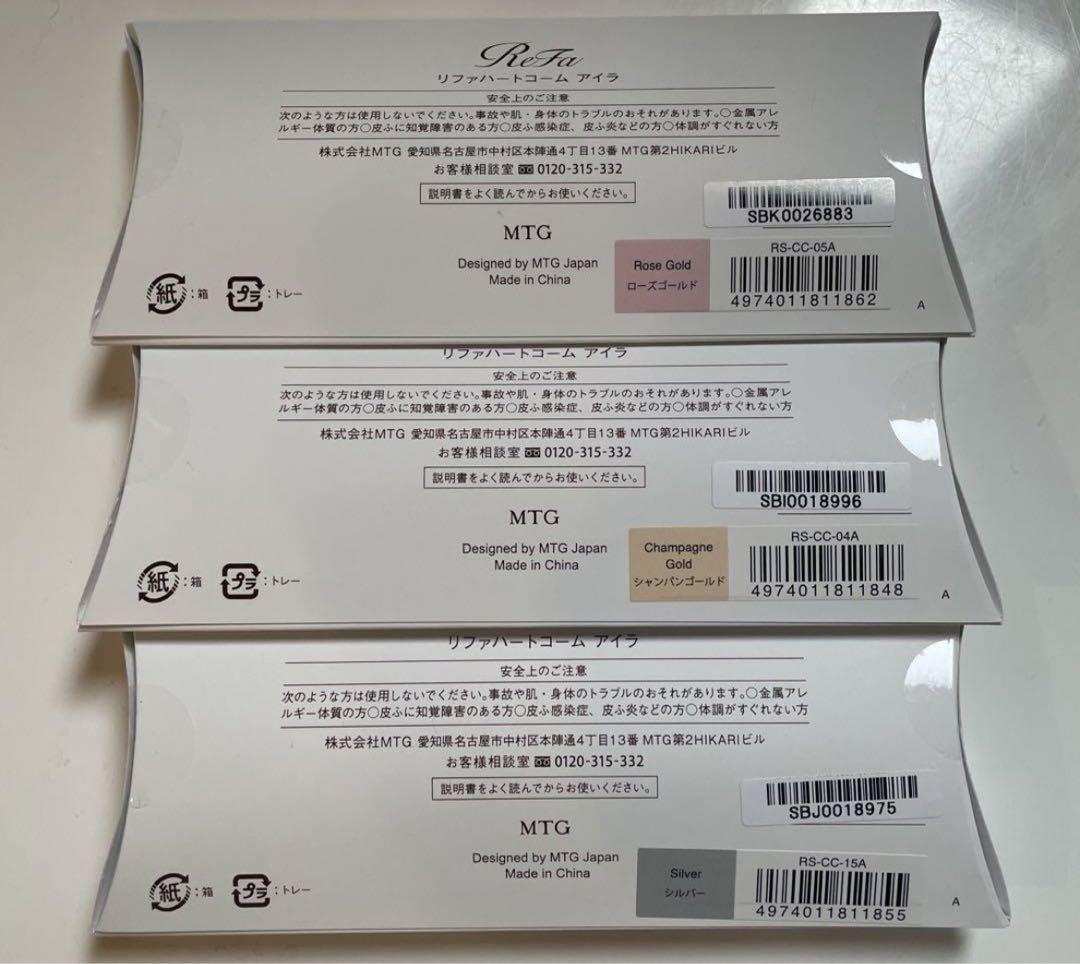 ReFa
リファハートコーム アイラ
安全上のご注意
次のような方は使用しないでください。事故や肌・身体のトラブルのおそれがあります。○金属アレ
ルギー体質の方○皮ふに知覚障害のある方○皮ふ感染症、皮ふ炎などの方○体調がすぐれない方
株式会社MTG 愛知県名古屋市中村区本陣通4丁目13番 MTG第2HIKARIビル
お客様相談室 0120-315-332
説明書をよく読んでからお使いください。
SBK0026883
MTG
Designed by MTG Japan
Made in China
Rose Gold
ローズゴールド
RS-CC-05A
4974011811862
紙:箱 プラ:トレー
A
リファハートコーム アイラ
安全上のご注意
次のような方は使用しないでください。事故や肌・身体のトラブルのおそれがあります。○金属アレ
ルギー体質の方○皮ふに知覚障害のある方○皮ふ感染症、皮ふ炎などの方○体調がすぐれない方
株式会社MTG 愛知県名古屋市中村区本陣通4丁目13番 MTG第2HIKARIビル
お客様相談室 0120-315-332
説明書をよく読んでからお使いください。
SBI0018996
MTG
Designed by MTG Japan
Made in China
Champagne
Gold
シャンパンゴールド
RS-CC-04A
4974011811848
紙:箱 プラ:トレー
A
リファハートコーム アイラ
安全上のご注意
次のような方は使用しないでください。事故や肌・身体のトラブルのおそれがあります。○金属アレ
ルギー体質の方○皮ふに知覚障害のある方○皮ふ感染症、皮ふ炎などの方○体調がすぐれない方
株式会社MTG 愛知県名古屋市中村区本陣通4丁目13番 MTG第2HIKARIビル
お客様相談室 0120-315-332
説明書をよく読んでからお使いください。
SBJ0018975
MTG
Designed by MTG Japan
Made in China
Silver
シルバー
RS-CC-15A
4974011811855
紙:箱 プラ:トレー
A